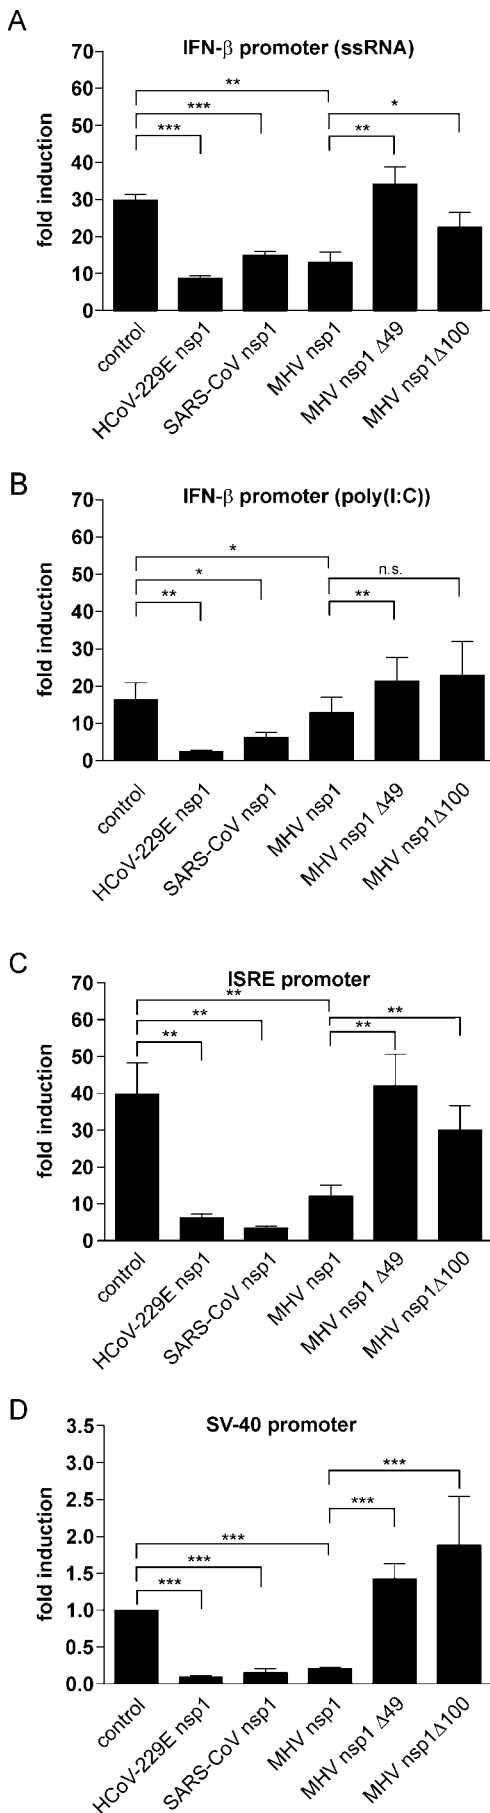 A
IFN-β promoter (ssRNA)
fold induction
70
60
50
40
30
20
10
0
**
***
***
*
**
control
HCoV-229E nsp1
SARS-CoV nsp1
MHV nsp1
MHV nsp1 Δ49
MHV nsp1Δ100
B
IFN-β promoter (poly(I:C))
fold induction
70
60
50
40
30
20
10
0
*
*
**
n.s.
**
control
HCoV-229E nsp1
SARS-CoV nsp1
MHV nsp1
MHV nsp1 Δ49
MHV nsp1Δ100
C
ISRE promoter
fold induction
70
60
50
40
30
20
10
0
**
**
**
**
**
control
HCoV-229E nsp1
SARS-CoV nsp1
MHV nsp1
MHV nsp1 Δ49
MHV nsp1Δ100
D
SV-40 promoter
fold induction
3.5
3.0
2.5
2.0
1.5
1.0
0.5
0.0
***
***
***
***
***
control
HCoV-229E nsp1
SARS-CoV nsp1
MHV nsp1
MHV nsp1 Δ49
MHV nsp1Δ100